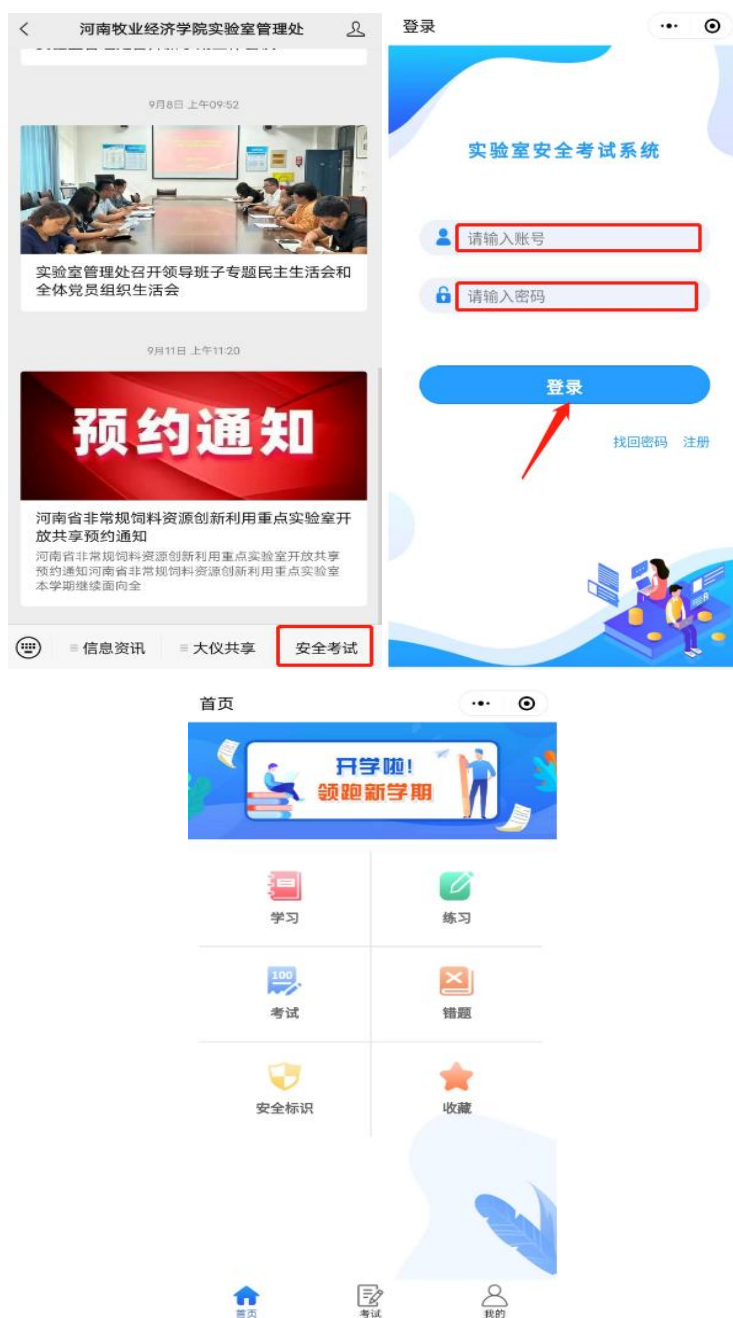 河南牧业经济学院实验室管理处
9月8日 上午09:52
实验室管理处召开领导班子专题民主生活会和
全体党员组织生活会
9月11日 上午11:20
预约通知
河南省非常规饲料资源创新利用重点实验室开
放共享预约通知
河南省非常规饲料资源创新利用重点实验室开放共享
预约通知河南省非常规饲料资源创新利用重点实验室
本学期继续面向全
信息资讯
大仪共享
安全考试
登录
实验室安全考试系统
请输入账号
请输入密码
登录
找回密码 注册
首页
开学啦!
领跑新学期
学习
练习
100
考试
错题
安全标识
收藏
首页
考试
我的